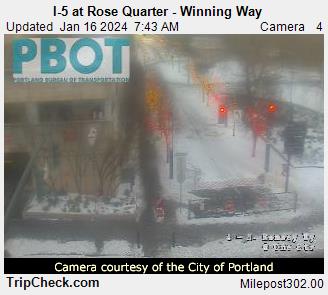 I-5 at Rose Quarter - Winning Way
Updated Jan 16 2024 7:43 AM Camera 4
PBOT
PORTLAND BUREAU OF TRANSPORTATION
Camera courtesy of the City of Portland
TripCheck.com Milepost302.00